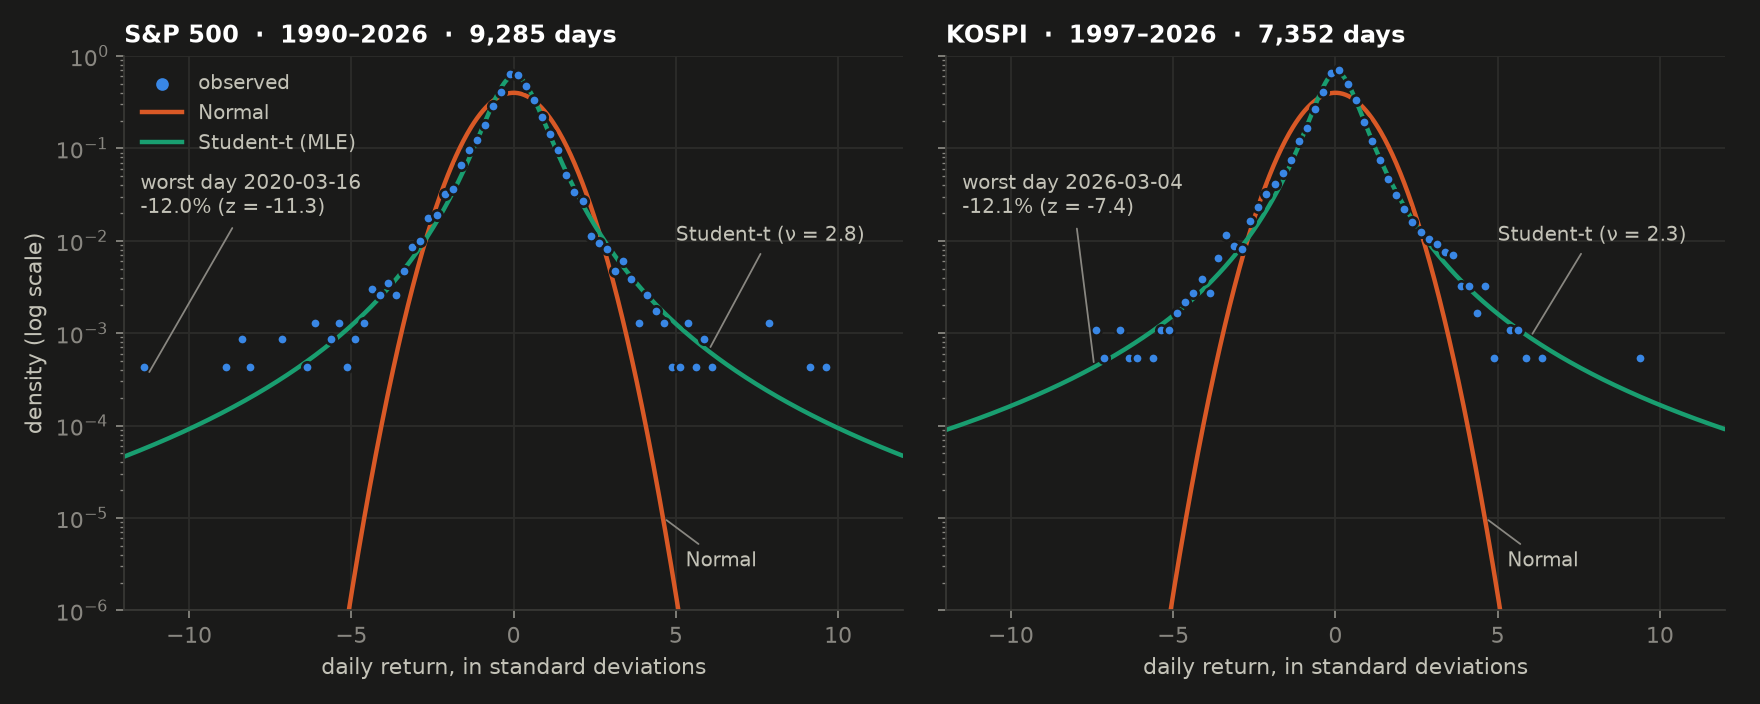 S&P 500 · 1990–2026 · 9,285 days
10⁰
10⁻¹
10⁻²
10⁻³
10⁻⁴
10⁻⁵
10⁻⁶
density (log scale)
observed
Normal
Student-t (MLE)
worst day 2020-03-16
-12.0% (z = -11.3)
Student-t (ν = 2.8)
Normal
−10 −5 0 5 10
daily return, in standard deviations
KOSPI · 1997–2026 · 7,352 days
worst day 2026-03-04
-12.1% (z = -7.4)
Student-t (ν = 2.3)
Normal
−10 −5 0 5 10
daily return, in standard deviations